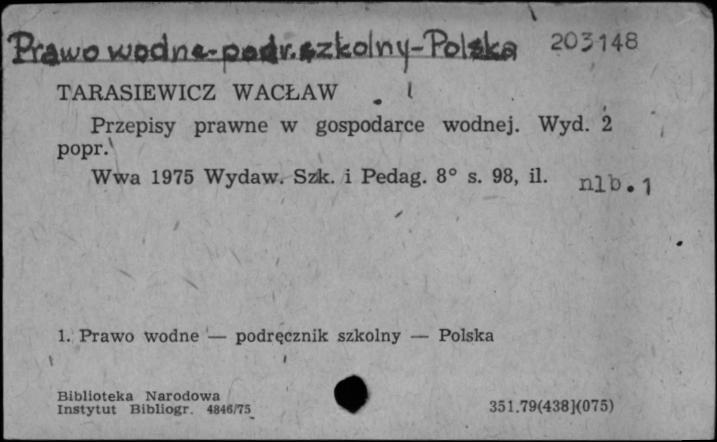 Prawo wodne-podr.szkolny-Polska 203148
TARASIEWICZ WACŁAW
Przepisy prawne w gospodarce wodnej. Wyd. 2
popr.
Wwa 1975 Wydaw. Szk. i Pedag. 8° s. 98, il. nlb.1
1. Prawo wodne — podręcznik szkolny — Polska
Biblioteka Narodowa
Instytut Bibliogr. 4846/75 351.79(438](075)